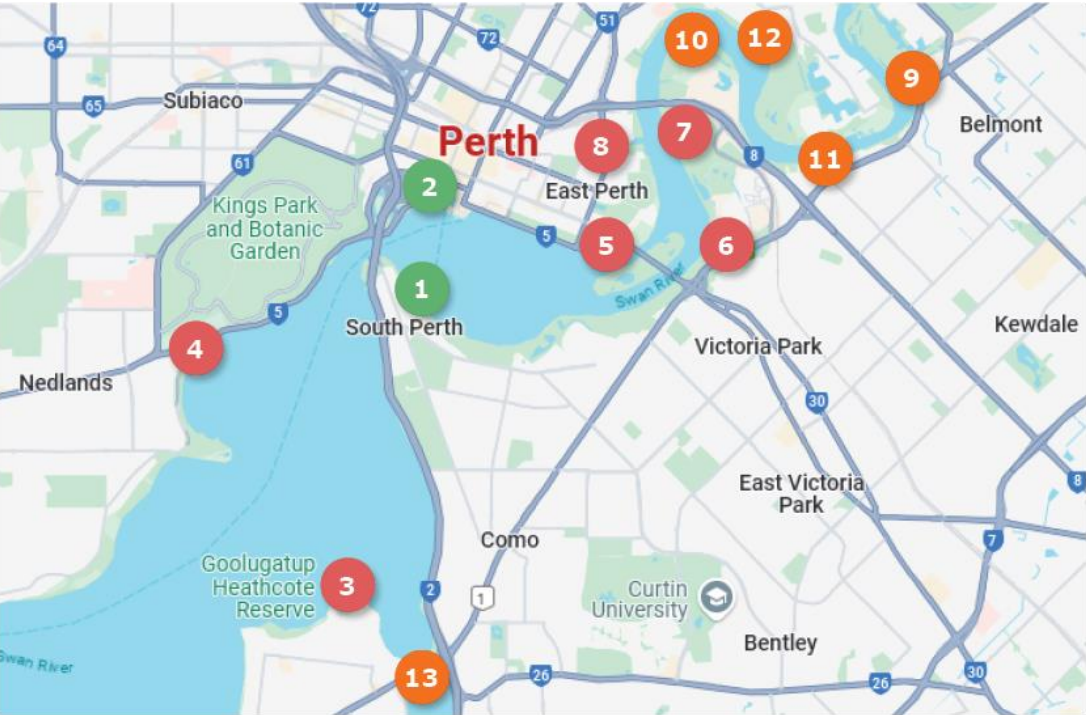 72
51
10
12
64
72
9
65
Subiaco
Perth
7
8
Belmont
61
8
11
2
East Perth
Kings Park
and Botanic
Garden
5
5
6
Swan River
1
5
South Perth
Kewdale
4
Victoria Park
Nedlands
30
East Victoria
Park
8
Como
7
Goolugatup
Heathcote
Reserve
3
2
1
Curtin
University
Bentley
Swan River
13
26
26
30